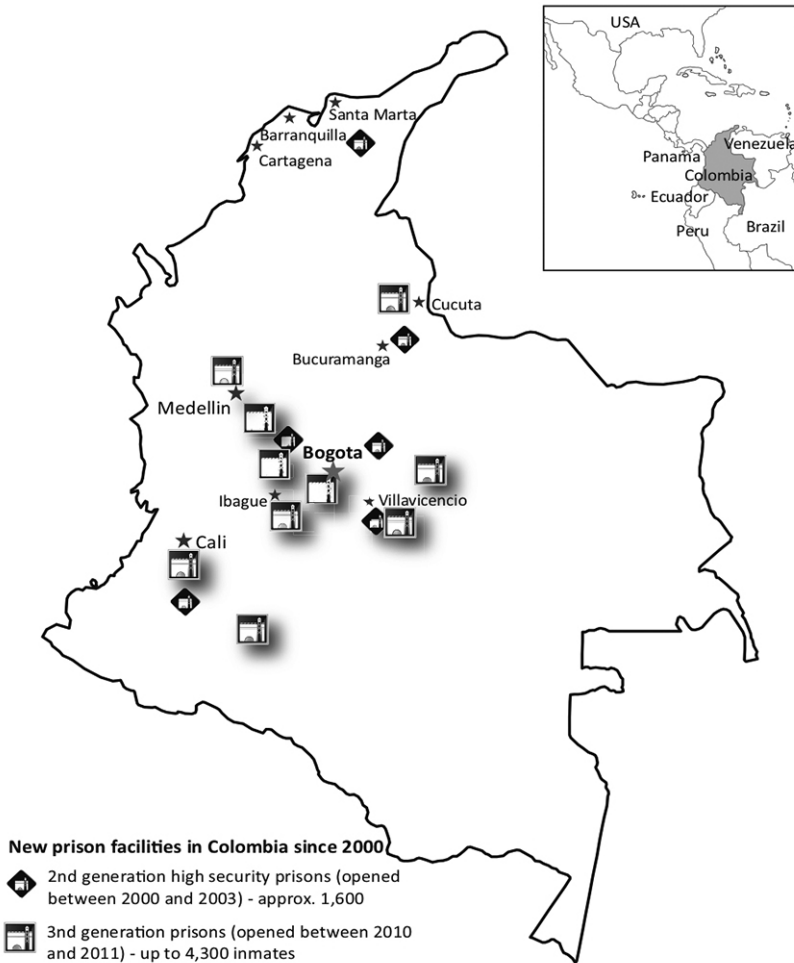 USA
Venezuela
Panama
Colombia
Ecuador
Peru
Brazil
Santa Marta
Barranquilla
Cartagena
Cucuta
Bucuramanga
Medellin
Bogota
Ibague
Villavicencio
Cali
New prison facilities in Colombia since 2000
2nd generation high security prisons (opened
between 2000 and 2003) - approx. 1,600
3nd generation prisons (opened between 2010
and 2011) - up to 4,300 inmates